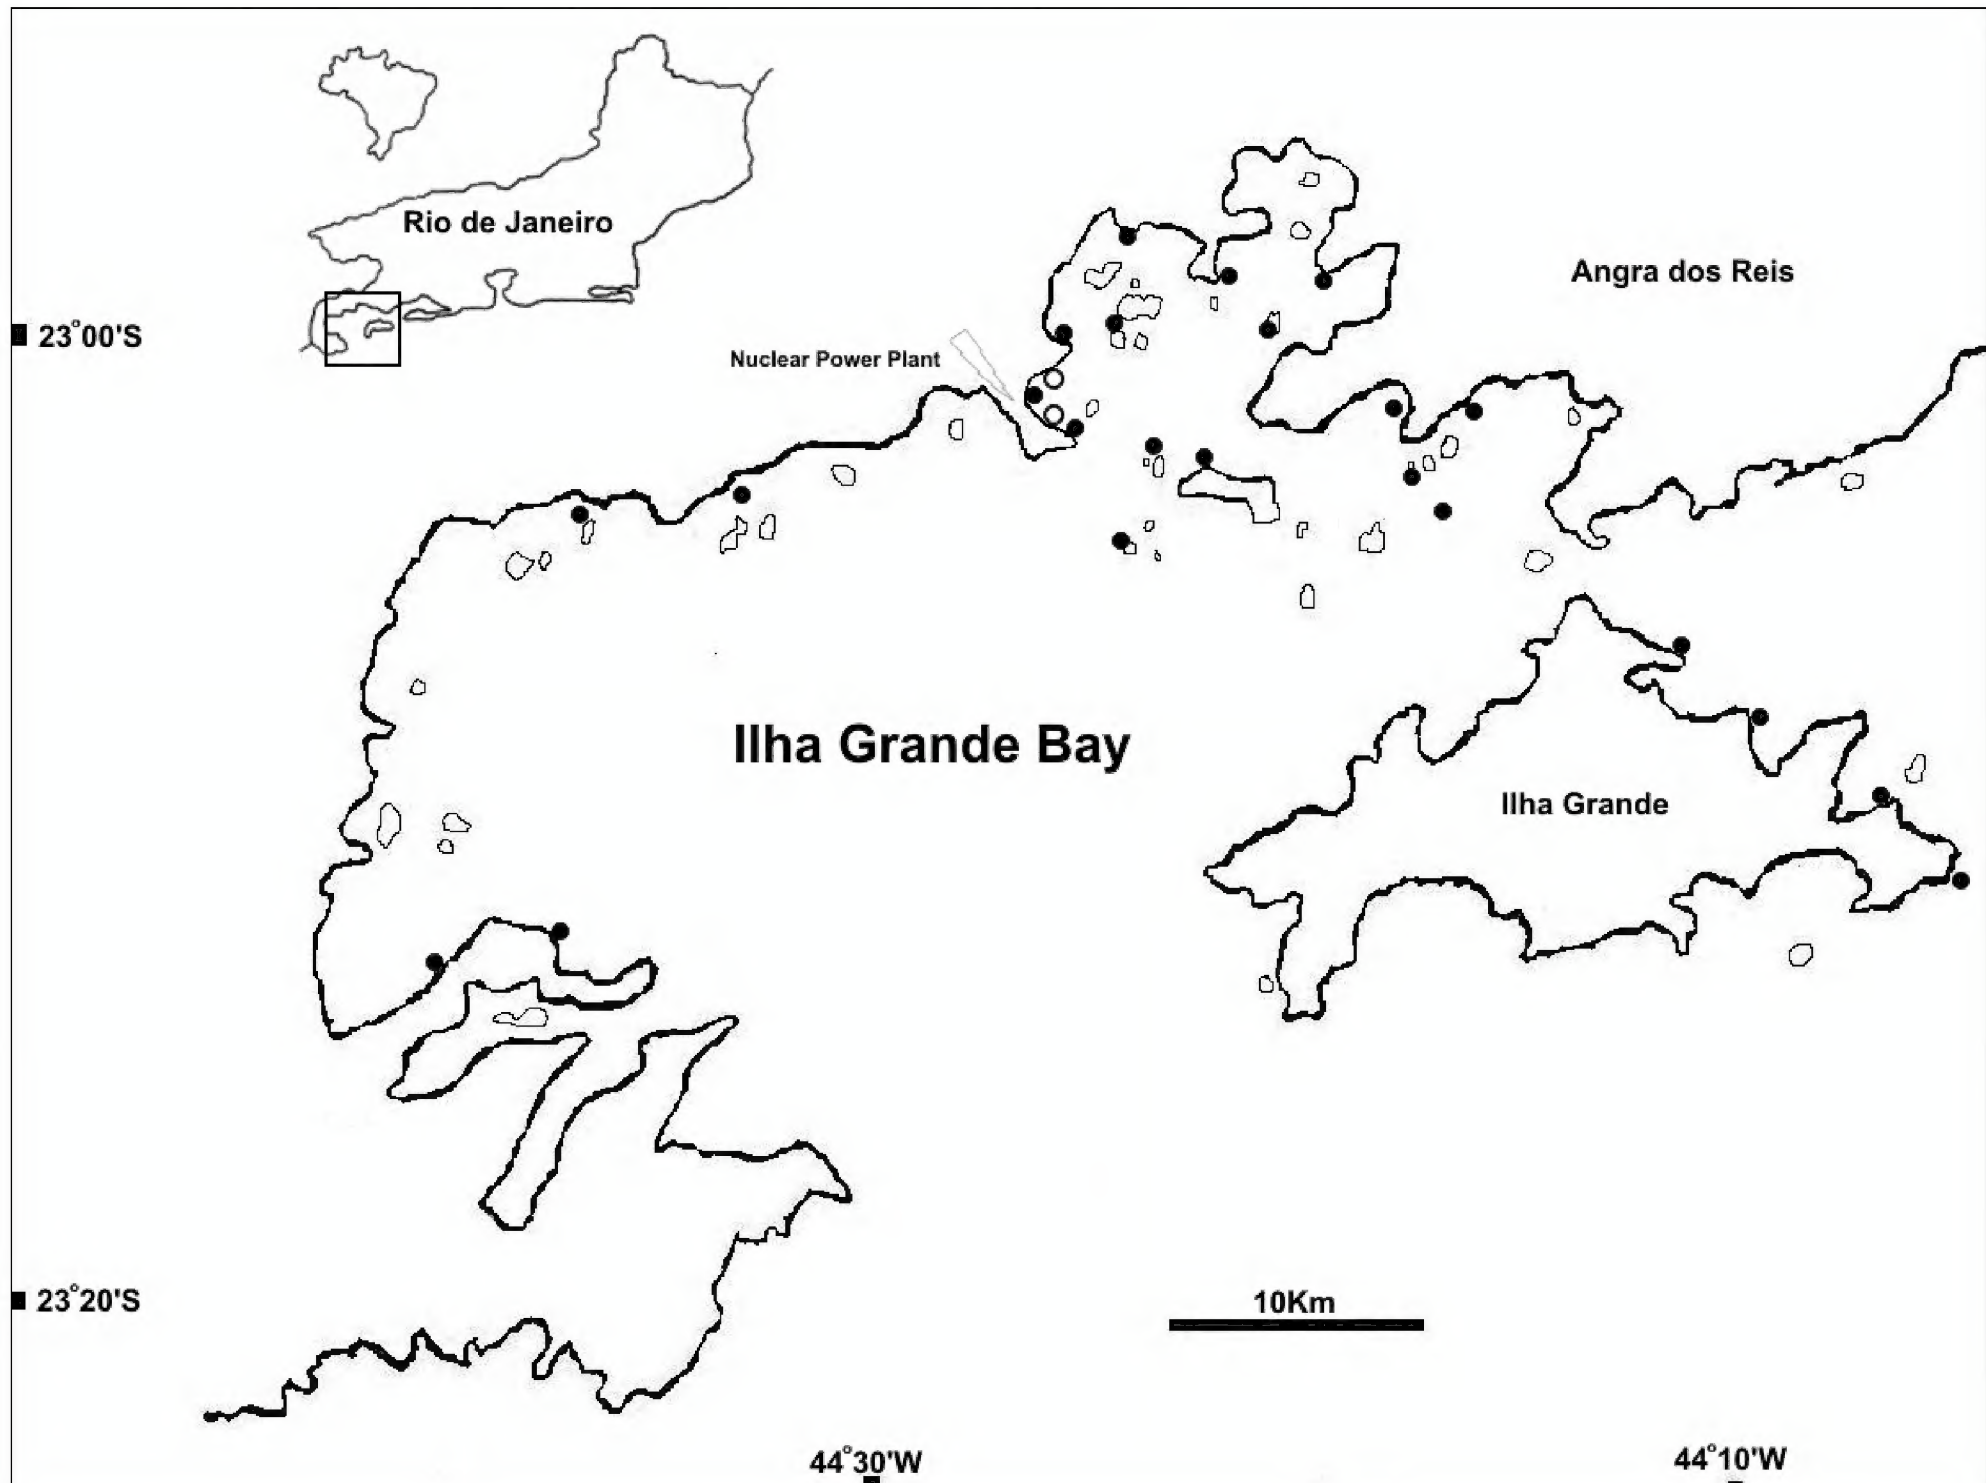 Rio de Janeiro
Angra dos Reis
23°00'S
Nuclear Power Plant
Ilha Grande Bay
Ilha Grande
23°20'S
10Km
44°30'W
44°10'W